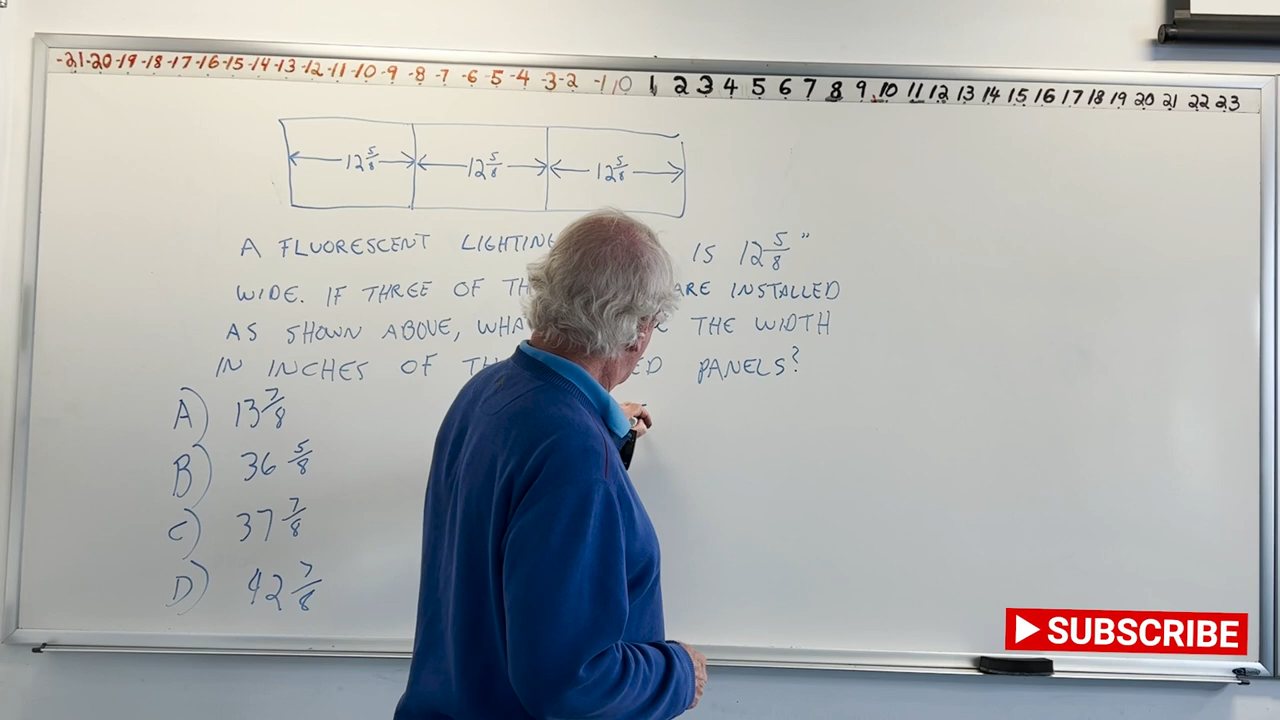 -21 -20 -19 -18 -17 -16 -15 -14 -13 -12 -11 -10 -9 -8 -7 -6 -5 -4 -3 -2 -1 0 1 2 3 4 5 6 7 8 9 10 11 12 13 14 15 16 17 18 19 20 21 22 23
12 5/8 12 5/8 12 5/8
A FLUORESCENT LIGHTING IS 12 5/8"
WIDE. IF THREE OF ARE INSTALLED
AS SHOWN ABOVE, THE WIDTH
IN INCHES OF PANELS?
A) 13 7/8
B) 36 5/8
C) 37 7/8
D) 42 7/8
SUBSCRIBE